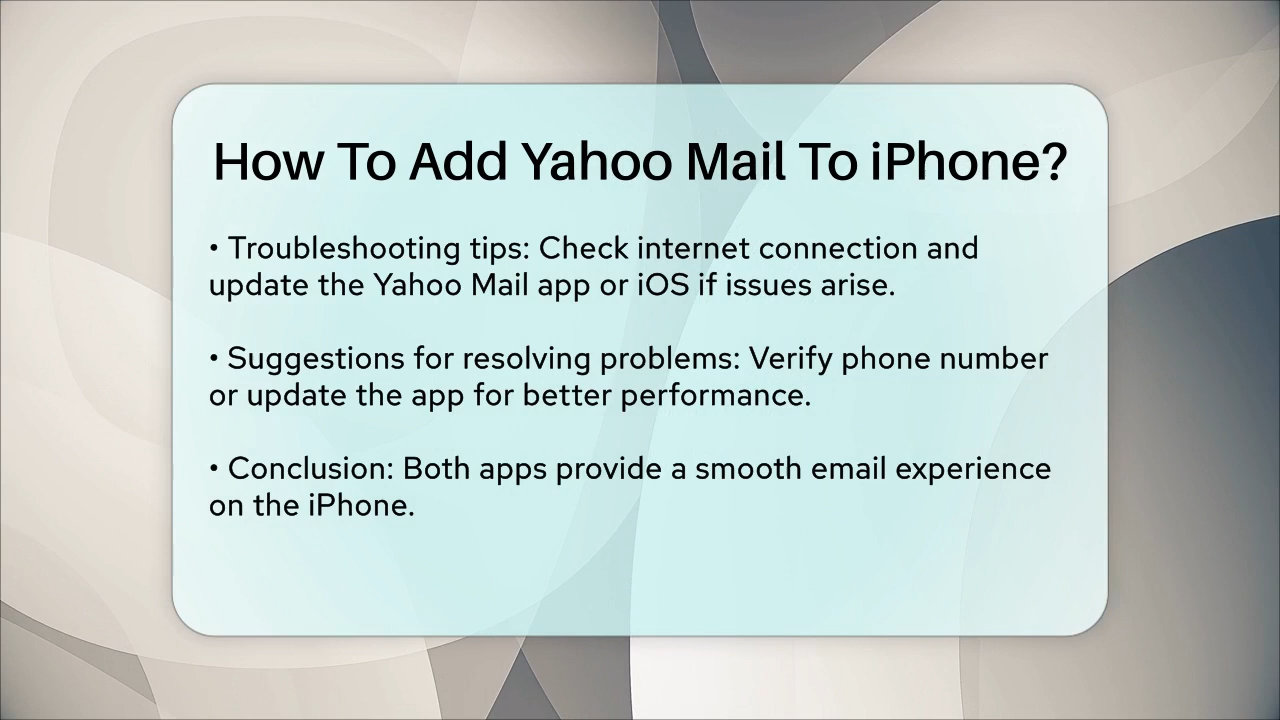 How To Add Yahoo Mail To iPhone?
• Troubleshooting tips: Check internet connection and
update the Yahoo Mail app or iOS if issues arise.
• Suggestions for resolving problems: Verify phone number
or update the app for better performance.
• Conclusion: Both apps provide a smooth email experience
on the iPhone.